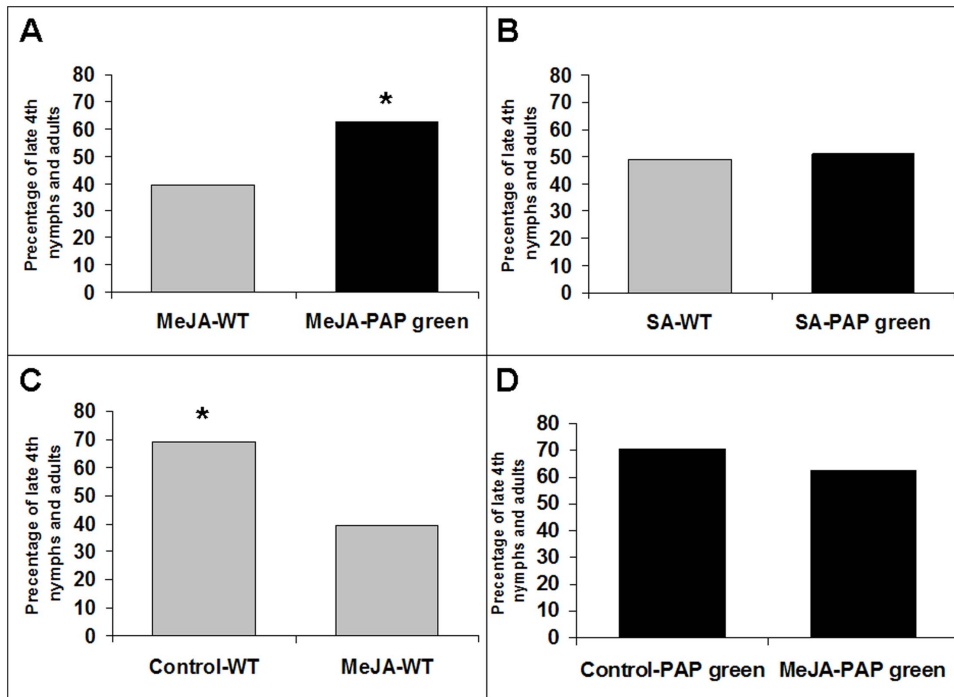 A
Precentage of late 4th
nymphs and adults
80
70
60
50
40
30
20
10
0
*
MeJA-WT
MeJA-PAP green
B
Precentage of late 4th
nymphs and adults
80
70
60
50
40
30
20
10
0
SA-WT
SA-PAP green
C
Precentage of late 4th
nymphs and adults
80
70
60
50
40
30
20
10
0
*
Control-WT
MeJA-WT
D
Precentage of late 4th
nymphs and adults
80
70
60
50
40
30
20
10
0
Control-PAP green
MeJA-PAP green